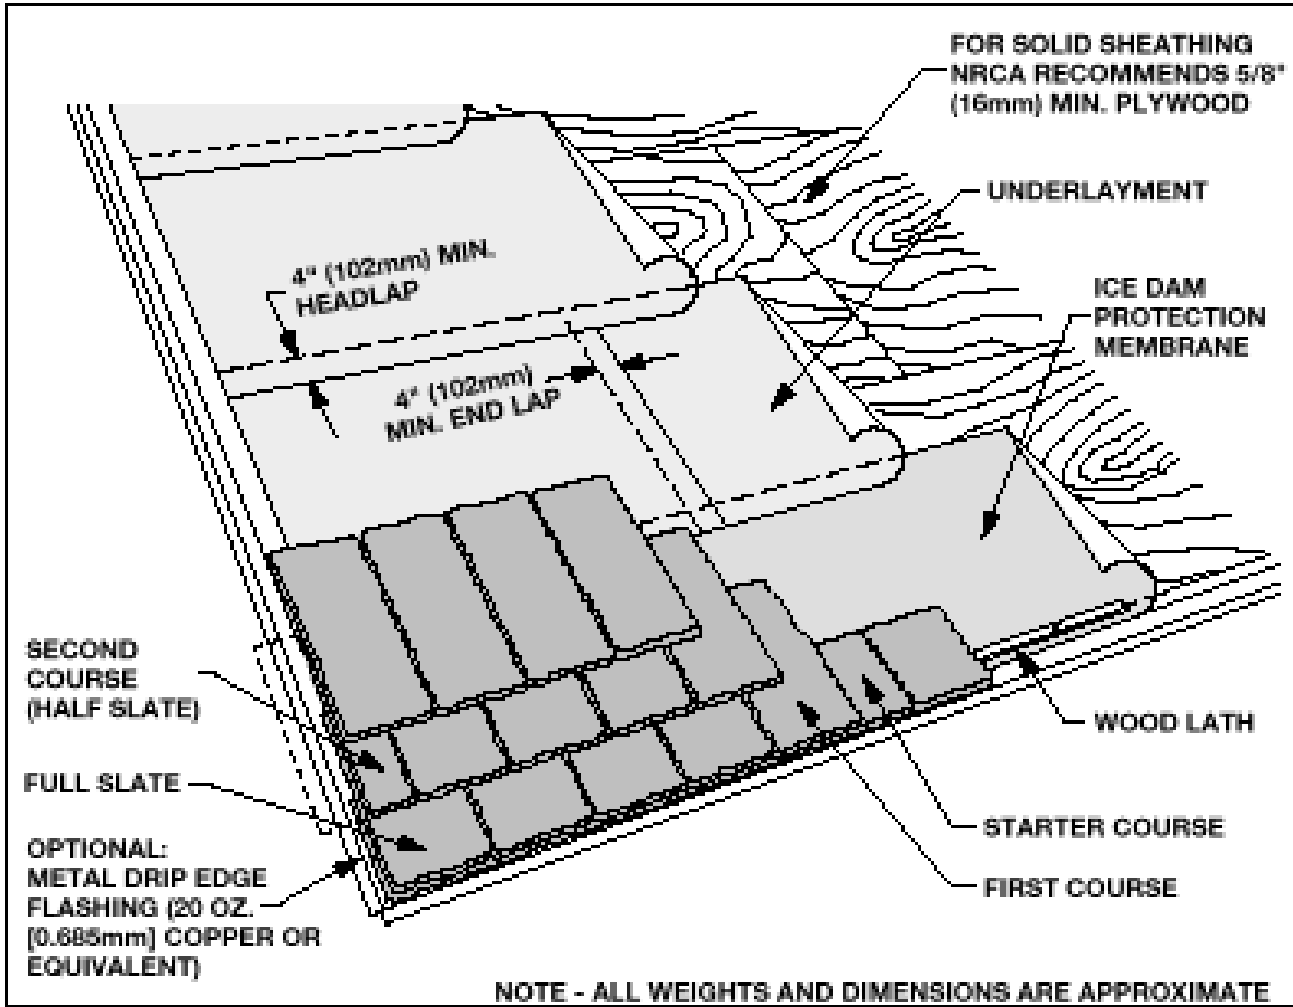 FOR SOLID SHEATHING
NRCA RECOMMENDS 5/8"
(16mm) MIN. PLYWOOD
UNDERLAYMENT
4" (102mm) MIN.
HEADLAP
ICE DAM
PROTECTION
MEMBRANE
4" (102mm)
MIN. END LAP
SECOND
COURSE
(HALF SLATE)
WOOD LATH
FULL SLATE
STARTER COURSE
OPTIONAL:
METAL DRIP EDGE
FLASHING (20 OZ.
[0.685mm] COPPER OR
EQUIVALENT)
FIRST COURSE
NOTE - ALL WEIGHTS AND DIMENSIONS ARE APPROXIMATE